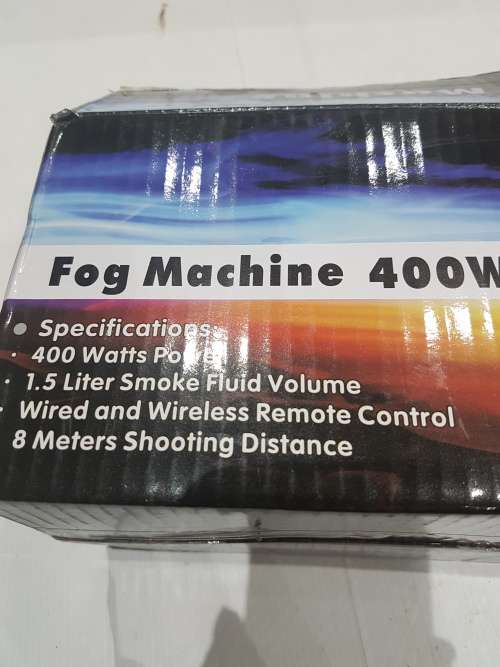 Fog Machine 400W
● Specifications:
· 400 Watts Power
· 1.5 Liter Smoke Fluid Volume
· Wired and Wireless Remote Control
8 Meters Shooting Distance